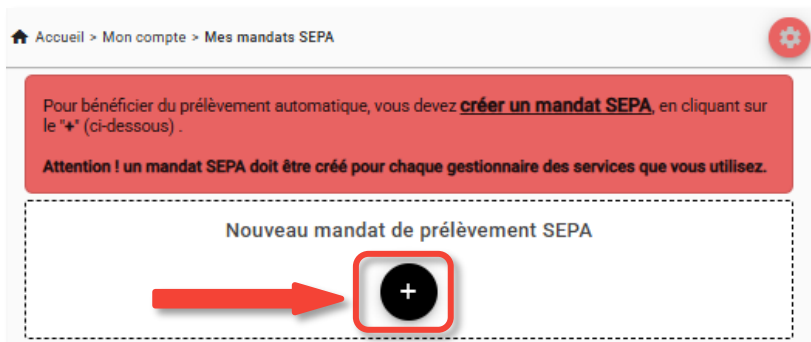 Accueil > Mon compte > Mes mandats SEPA
Pour bénéficier du prélèvement automatique, vous devez créer un mandat SEPA, en cliquant sur
le "+" (ci-dessous) .
Attention ! un mandat SEPA doit être créé pour chaque gestionnaire des services que vous utilisez.
Nouveau mandat de prélèvement SEPA
+